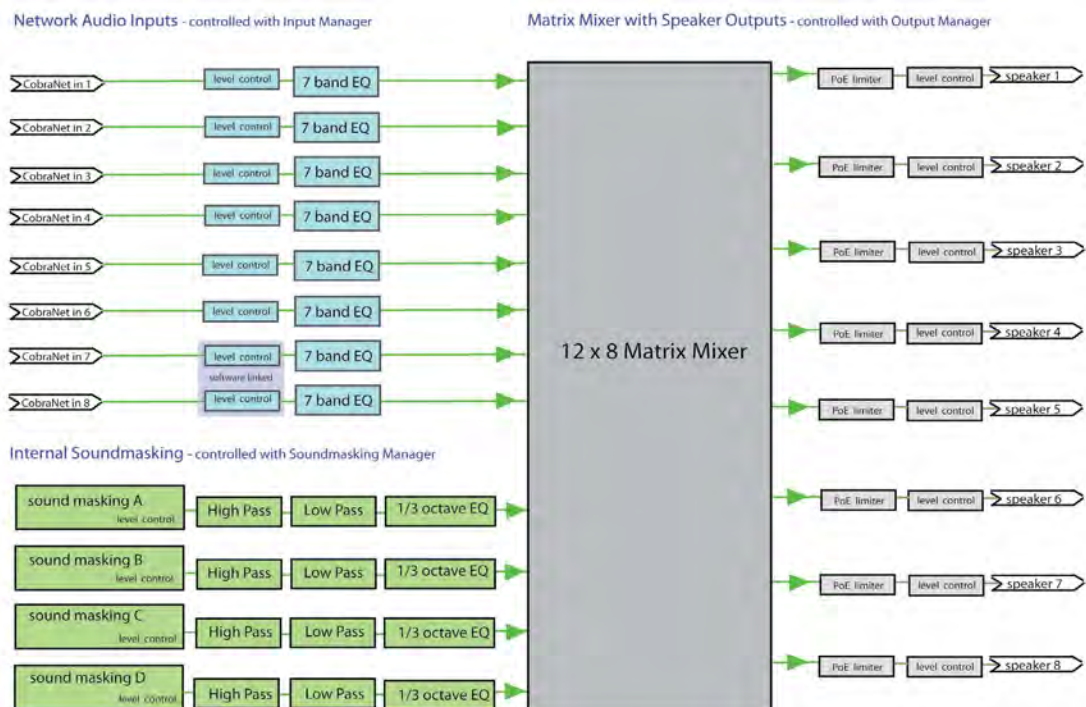 Network Audio Inputs - controlled with Input Manager
Matrix Mixer with Speaker Outputs - controlled with Output Manager
CobraNet in 1 level control 7 band EQ
CobraNet in 2 level control 7 band EQ
CobraNet in 3 level control 7 band EQ
CobraNet in 4 level control 7 band EQ
CobraNet in 5 level control 7 band EQ
CobraNet in 6 level control 7 band EQ
CobraNet in 7 level control 7 band EQ
software linked
CobraNet in 8 level control 7 band EQ
Internal Soundmasking - controlled with Soundmasking Manager
sound masking A
level control High Pass Low Pass 1/3 octave EQ
sound masking B
level control High Pass Low Pass 1/3 octave EQ
sound masking C
level control High Pass Low Pass 1/3 octave EQ
sound masking D
level control High Pass Low Pass 1/3 octave EQ
12 x 8 Matrix Mixer
PoE limiter level control speaker 1
PoE limiter level control speaker 2
PoE limiter level control speaker 3
PoE limiter level control speaker 4
PoE limiter level control speaker 5
PoE limiter level control speaker 6
PoE limiter level control speaker 7
PoE limiter level control speaker 8